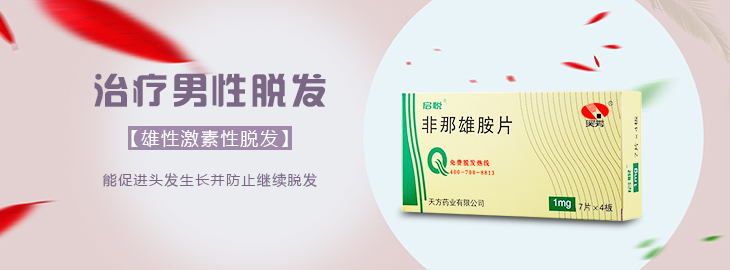 治疗男性脱发
【雄性激素性脱发】
能促进头发生长并防止继续脱发
启悦®
非那雄胺片
免费脱发热线
400-700-8813
天方药业有限公司
1mg 7片×4板